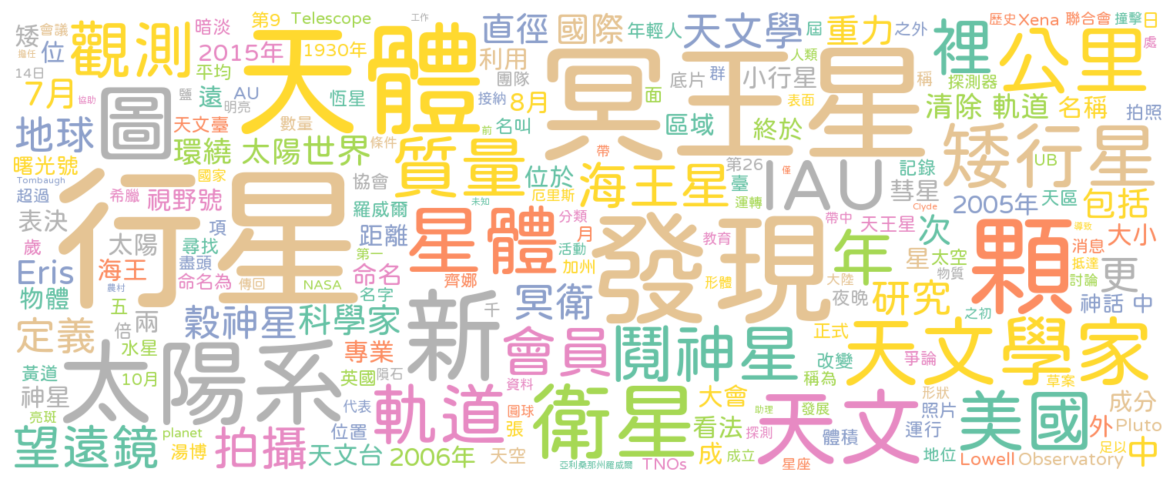 矮 會議 暗淡 第9 Telescope 工作 直徑 國際 年輕人 天文學 屆 重力 之外 歷史 Xena 聯合會 撞擊 日
擔任 位 觀測 2015年 1930年 利用 人類 裡 公里 處
14日 平均 天體 團隊 冥王星 底片 群 小行星 稱 探測器
7月 圖 鹽 遠 AU 恆星 接納 8月 面 表面 清除 軌道 名稱 拍照
協助 明亮
地球 天文臺 數量 前 名叫 區域 終於
環繞 太陽世界 條件 帶 矮行星
曙光號 國家 質量 位於 海王星 第26 IAU 記錄 UB
Tombaugh 協會 厄里斯 臺 彗星
超過 希臘 視野號 未知 僅 運轉 2005年 天區 包括
表決 歲 行星 羅威爾 星體 分類 帶中 天王星 Clyde 邊緣
項 距離 第一 月 發現 年 次 顆 大小
太陽 尋找 活動 教育 星 太空 消息
Eris 海王 盡頭 命名 齊娜 加州 形體 大陸 更 抵達
命名為 NASA 物質 討論
物體 農村 傳回 名字 新 千 冥衛 夜晚 研究 神話 中
五 兩 穀神星 科學家 之初
定義 倍 太陽系 會員 鬩神星 正式 天文學家
水星 專業 改變 爭論
黃道 10月 英國 隕石 軌道 資料 衛星 大會 稱為 草案
神星 代表 圓球 天文 助理 發展 形狀 美國 成分
亮斑 planet 位置 張 看法 探測 照片 外 Pluto
望遠鏡 湯博 拍攝 天文台 2006年 天空 成 成立 體積 運行 地位 足以 中
亞利桑那州羅威爾 TNOs 星座 Lowell Observatory